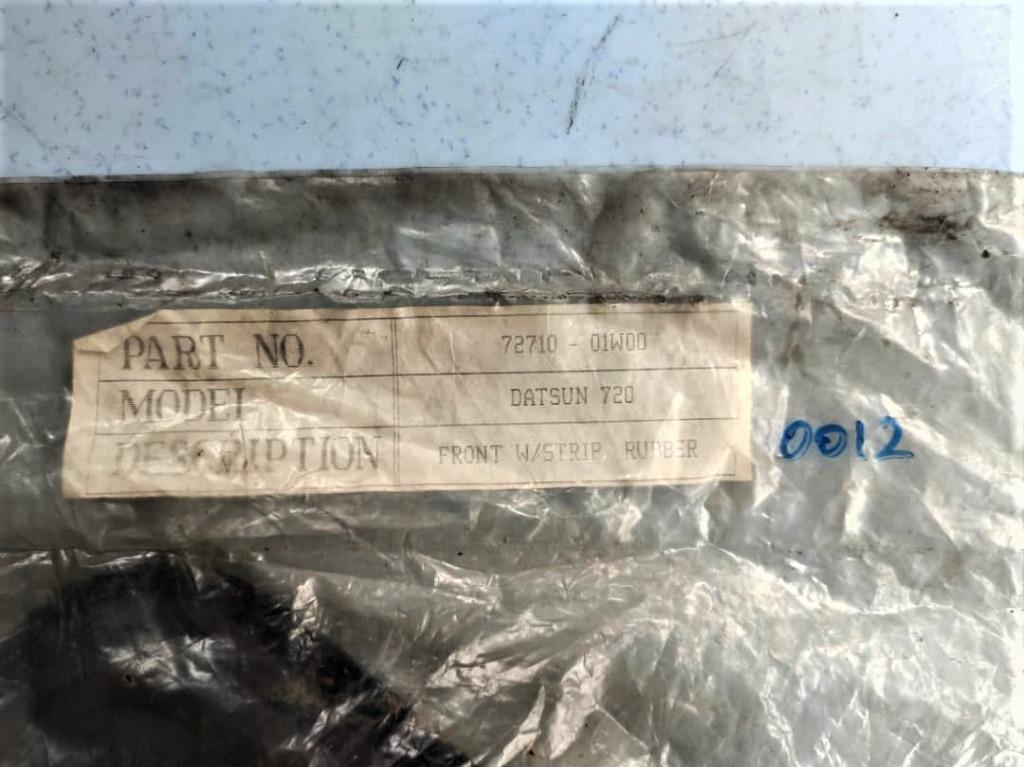 PART NO. 72710 - 01W00
MODEL DATSUN 720
DESCRIPTION FRONT W/STRIP RUBBER
0012